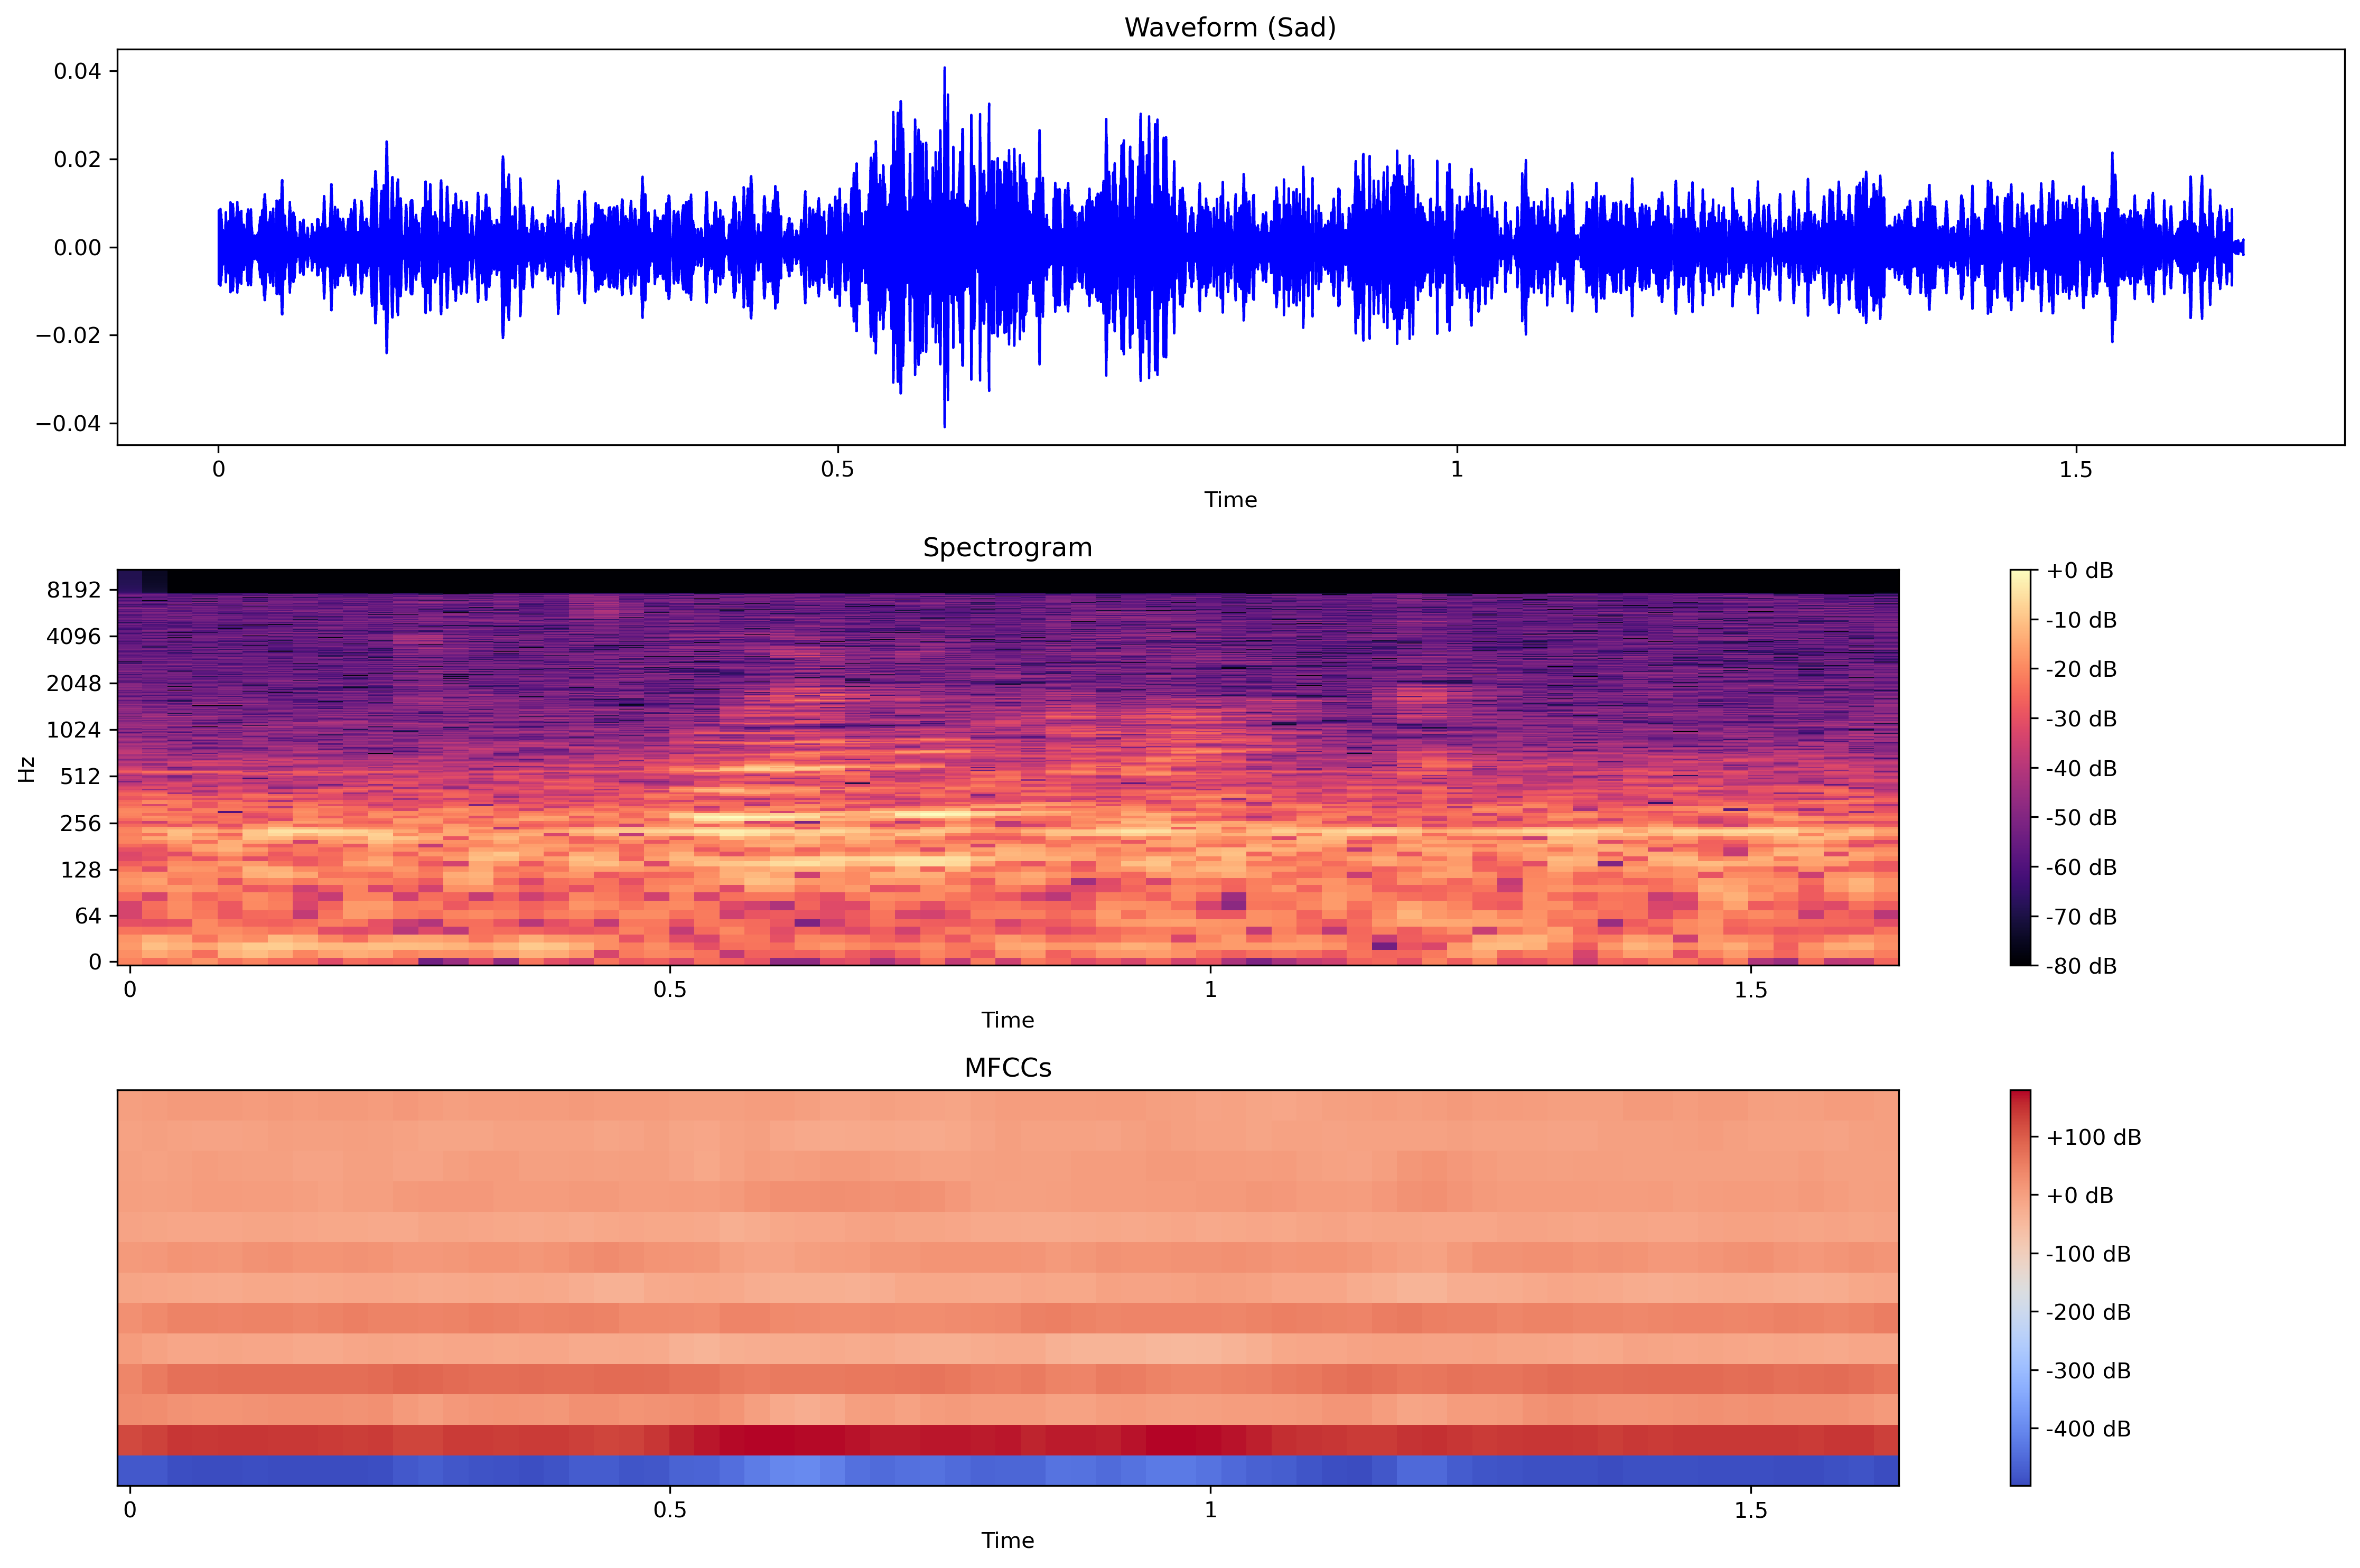 Waveform (Sad)
0.04
0.02
0.00
−0.02
−0.04
0 0.5 1 1.5
Time
Spectrogram
Hz
8192
4096
2048
1024
512
256
128
64
0
0 0.5 1 1.5
Time
+0 dB
-10 dB
-20 dB
-30 dB
-40 dB
-50 dB
-60 dB
-70 dB
-80 dB
MFCCs
0 0.5 1 1.5
Time
+100 dB
+0 dB
-100 dB
-200 dB
-300 dB
-400 dB